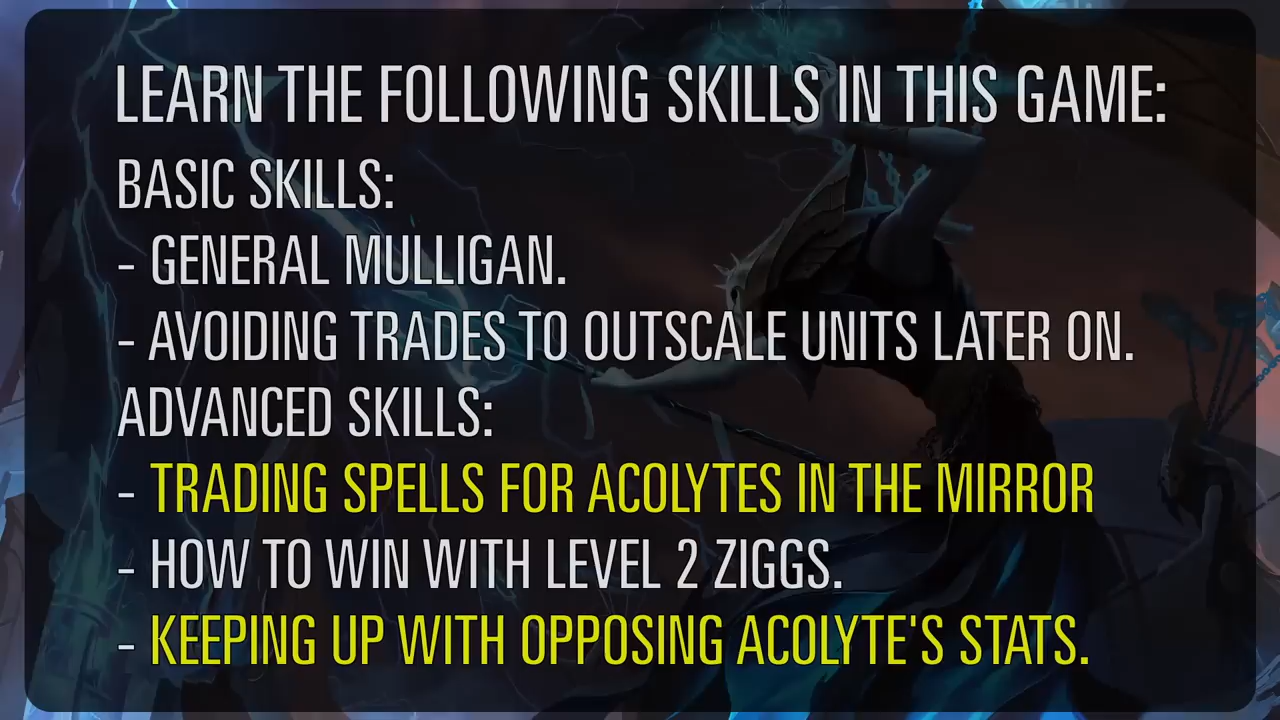 LEARN THE FOLLOWING SKILLS IN THIS GAME:
BASIC SKILLS:
- GENERAL MULLIGAN.
- AVOIDING TRADES TO OUTSCALE UNITS LATER ON.
ADVANCED SKILLS:
- TRADING SPELLS FOR ACOLYTES IN THE MIRROR
- HOW TO WIN WITH LEVEL 2 ZIGGS.
- KEEPING UP WITH OPPOSING ACOLYTE'S STATS.